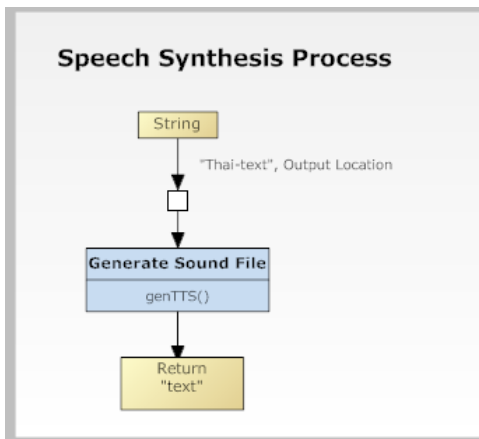 Speech Synthesis Process
String
"Thai-text", Output Location
Generate Sound File
genTTS()
Return
"text"